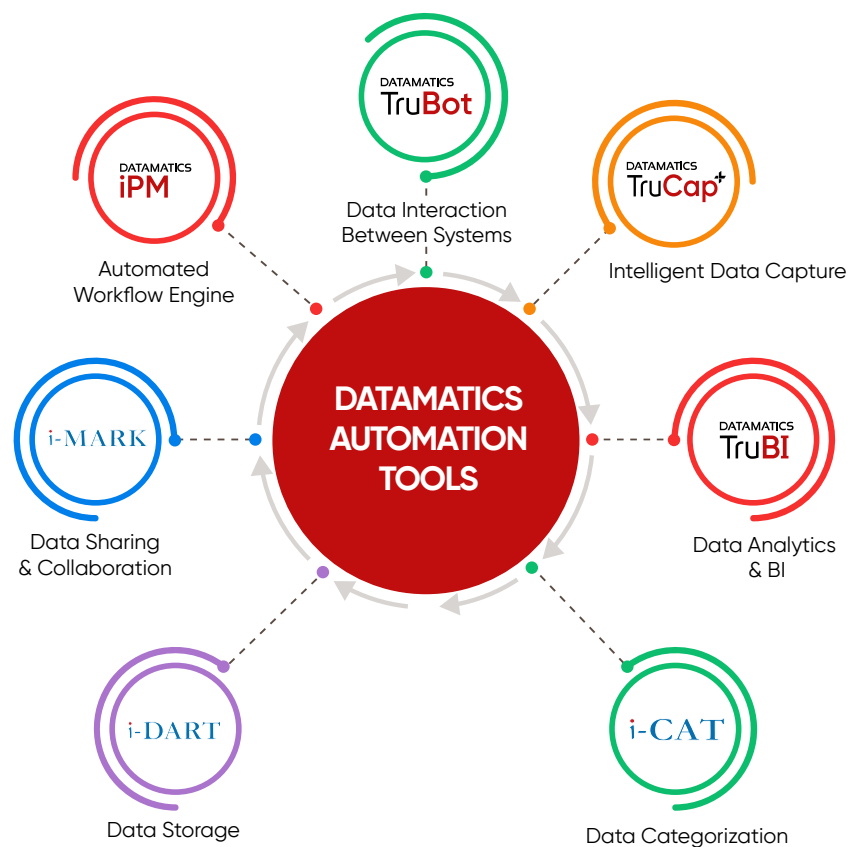 DATAMATICS
TruBot
Data Interaction
Between Systems
DATAMATICS
TruCap+
Intelligent Data Capture
DATAMATICS
TruBI
Data Analytics
& BI
i-CAT
Data Categorization
i-DART
Data Storage
i-MARK
Data Sharing
& Collaboration
DATAMATICS
iPM
Automated
Workflow Engine
DATAMATICS
AUTOMATION
TOOLS